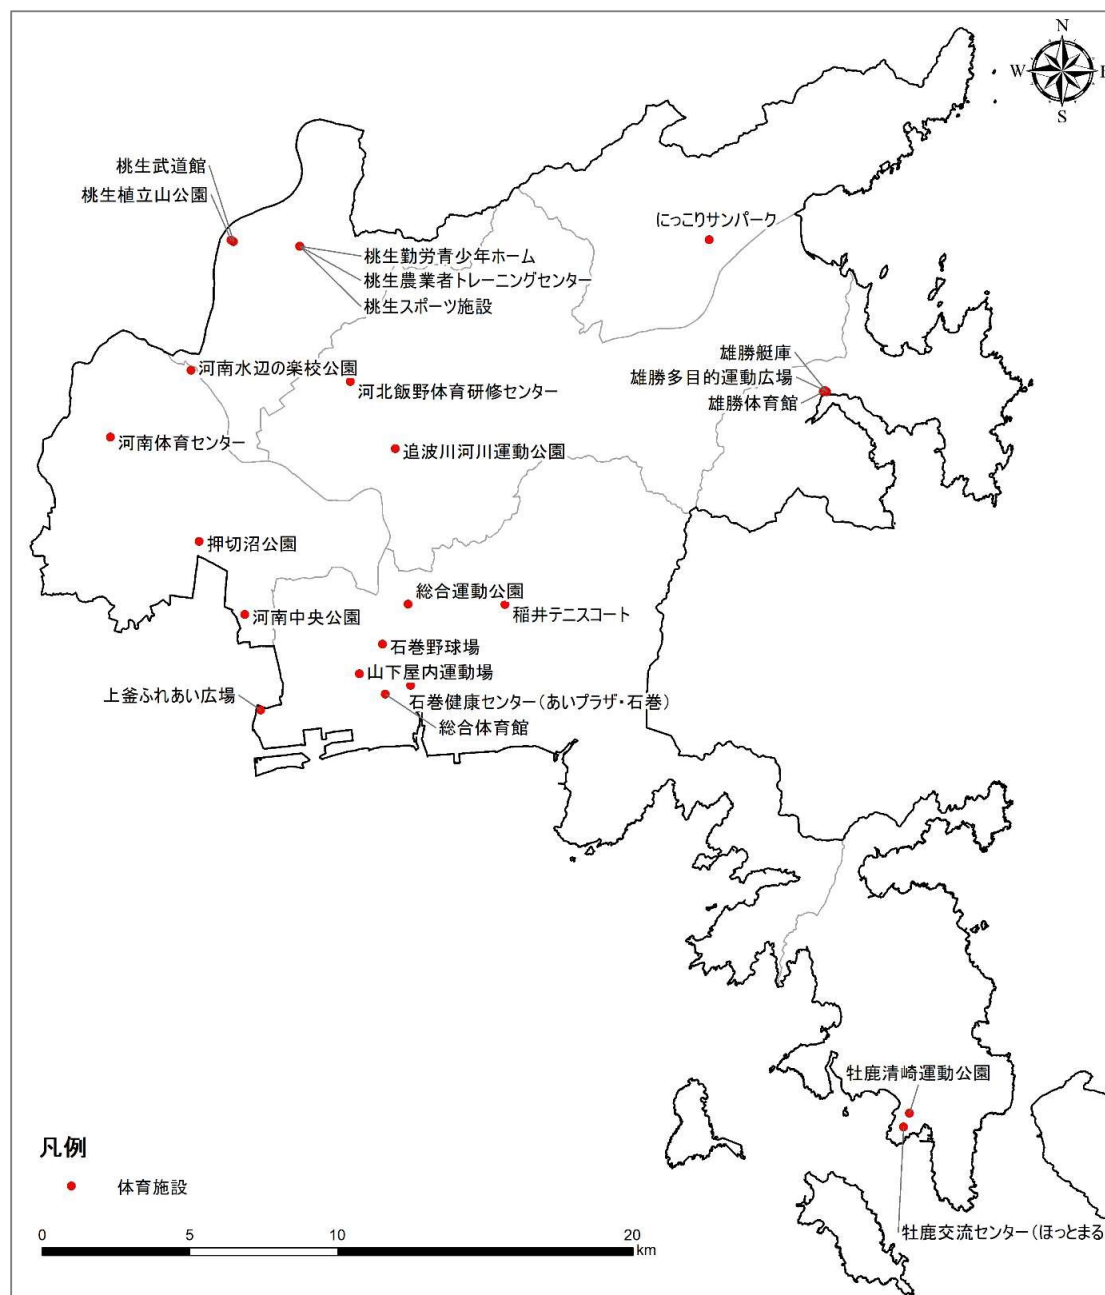 N
W
E
S
桃生武道館
桃生植立山公園
にっこりサンパーク
桃生勤労青少年ホーム
桃生農業者トレーニングセンター
桃生スポーツ施設
雄勝艇庫
河南水辺の楽校公園
雄勝多目的運動広場
河北飯野体育研修センター
雄勝体育館
河南体育センター
追波川河川運動公園
押切沼公園
総合運動公園
河南中央公園
稲井テニスコート
石巻野球場
山下屋内運動場
上釜ふれあい広場
石巻健康センター(あいプラザ・石巻)
総合体育館
牡鹿清崎運動公園
凡例
体育施設
牡鹿交流センター(ほっとまる
0 5 10 20
km